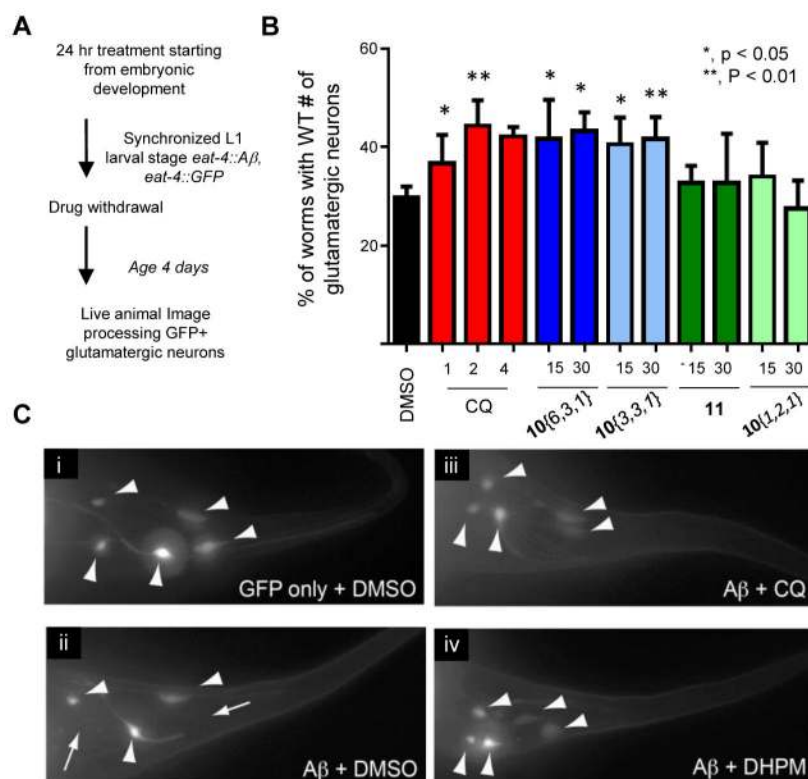 A
24 hr treatment starting
from embryonic
development
Synchronized L1
larval stage eat-4::Aβ,
eat-4::GFP
Drug withdrawal
Age 4 days
Live animal Image
processing GFP+
glutamatergic neurons
B
% of worms with WT # of
glutamatergic neurons
60
40
20
*, p < 0.05
**, P < 0.01
* ** * * * **
1 2 4 15 30 15 30 15 30 15 30
DMSO
CQ
10{6,3,1}
10{3,3,1}
11
10{1,2,1}
C
i
GFP only + DMSO
ii
Aβ + DMSO
iii
Aβ + CQ
iv
Aβ + DHPM